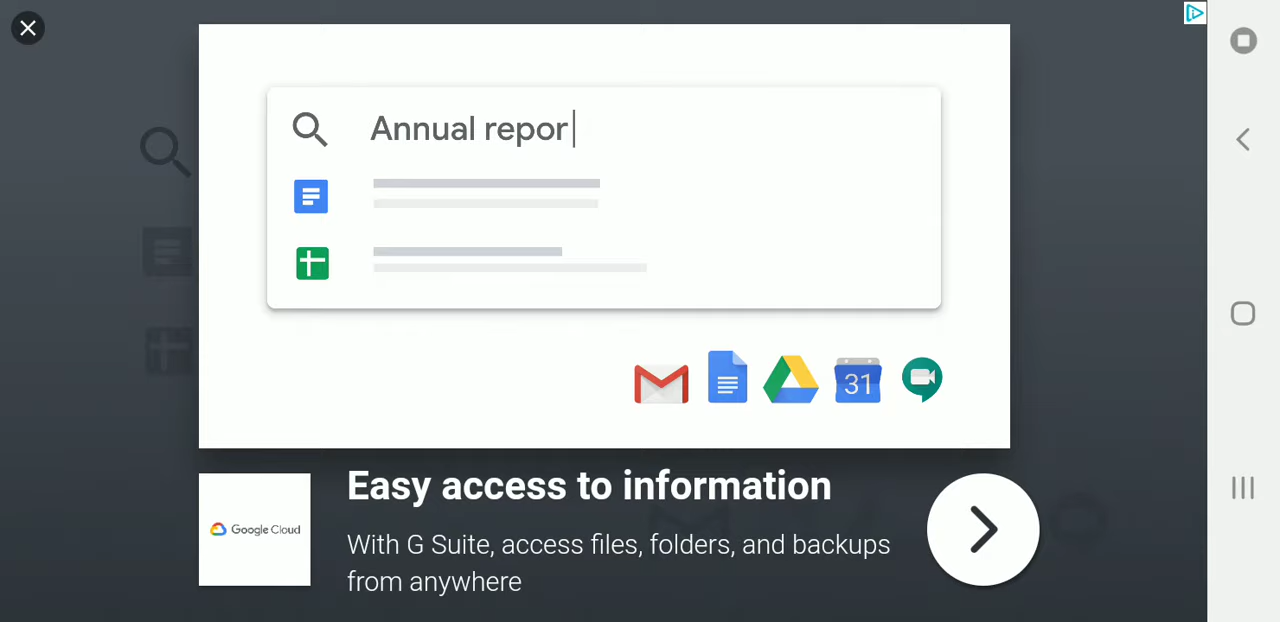 Annual repor
31
Easy access to information
Google Cloud
With G Suite, access files, folders, and backups
from anywhere